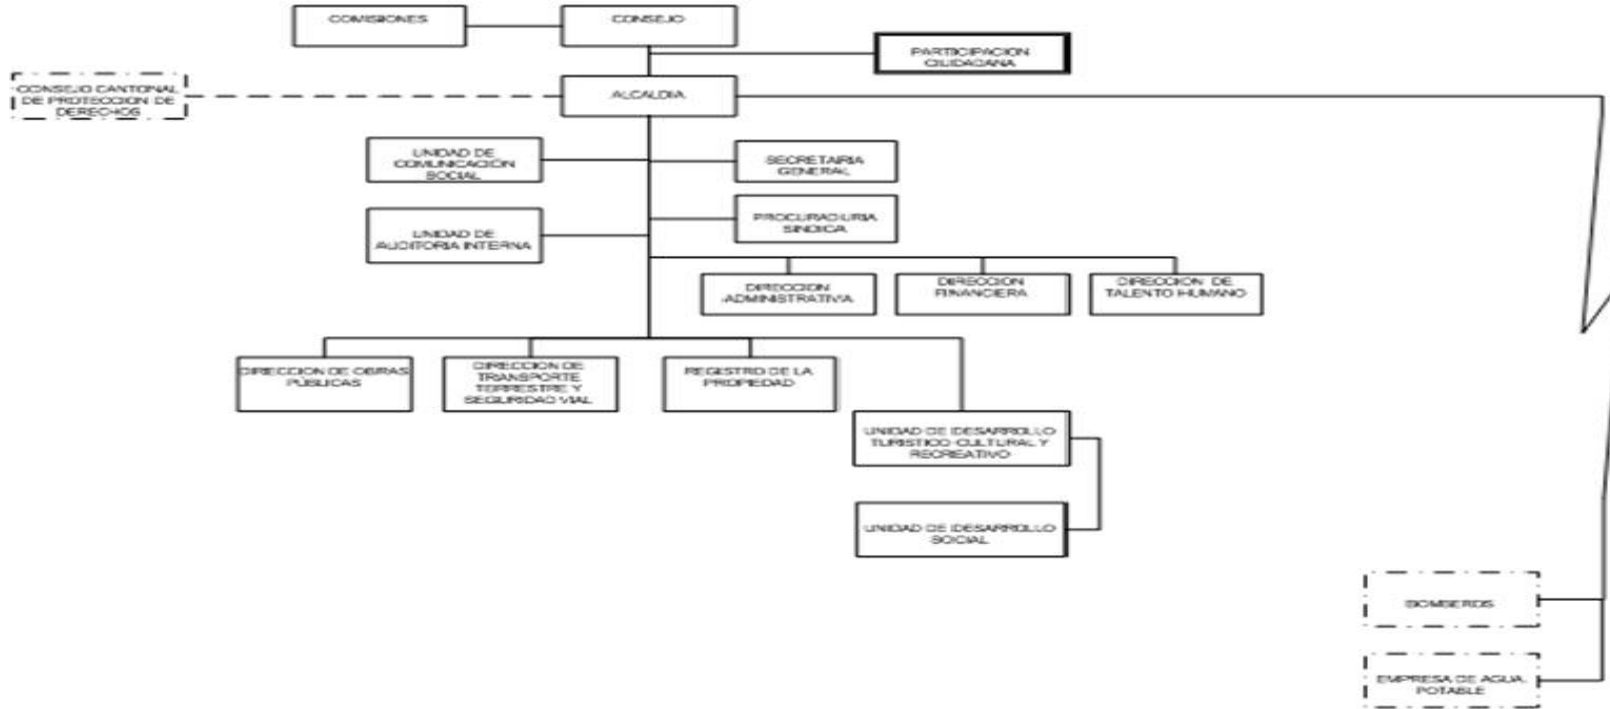 COMISIONES
CONSEJO
PARTICIPACION
CIUDADANA
CONSEJO CANTONAL
DE PROTECCION DE
DERECHOS
ALCALDIA
UNIDAD DE
COMUNICACIÓN
SOCIAL
SECRETARIA
GENERAL
UNIDAD DE
AUDITORIA INTERNA
PROCURADURIA
SINDICA
DIRECCION
ADMINISTRATIVA
DIRECCION
FINANCIERA
DIRECCION DE
TALENTO HUMANO
DIRECCION DE OBRAS
PÚBLICAS
DIRECCION DE
TRANSPORTE
TERRESTRE Y
SEGURIDAD VIAL
REGISTRO DE LA
PROPIEDAD
UNIDAD DE DESARROLLO
TURISTICO CULTURAL Y
RECREATIVO
UNIDAD DE DESARROLLO
SOCIAL
BOMBEROS
EMPRESA DE AGUA
POTABLE